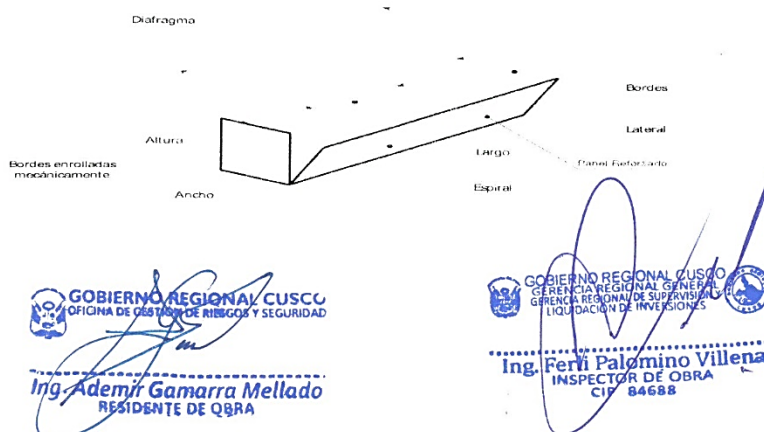 Diafragma
Bordes
Altura
Lateral
Bordes enrolladas
mecánicamente
Largo
Panel Reforzado
Ancho
Espiral
GOBIERNO REGIONAL CUSCO
OFICINA DE GESTIÓN DE RIESGOS Y SEGURIDAD
Ing. Ademir Gamarra Mellado
RESIDENTE DE OBRA
GOBIERNO REGIONAL CUSCO
GERENCIA REGIONAL GENERAL
GERENCIA REGIONAL DE SUPERVISIÓN Y
LIQUIDACIÓN DE INVERSIONES
Ing. Ferli Palomino Villena
INSPECTOR DE OBRA
CIP 84688